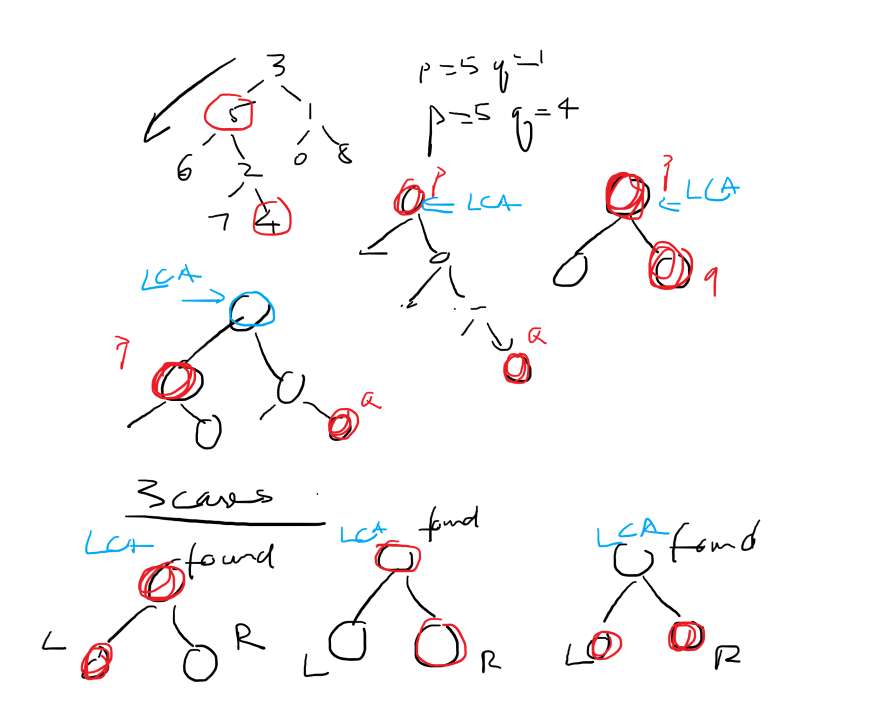 3
p=5 q=1
5 1
p=5 q=4
6 2 0 8
7 4
P
LCA
P
LCA
q
LCA
P
Q
Q
3 cases
LCA found
L R
LCA found
L R
LCA found
L R